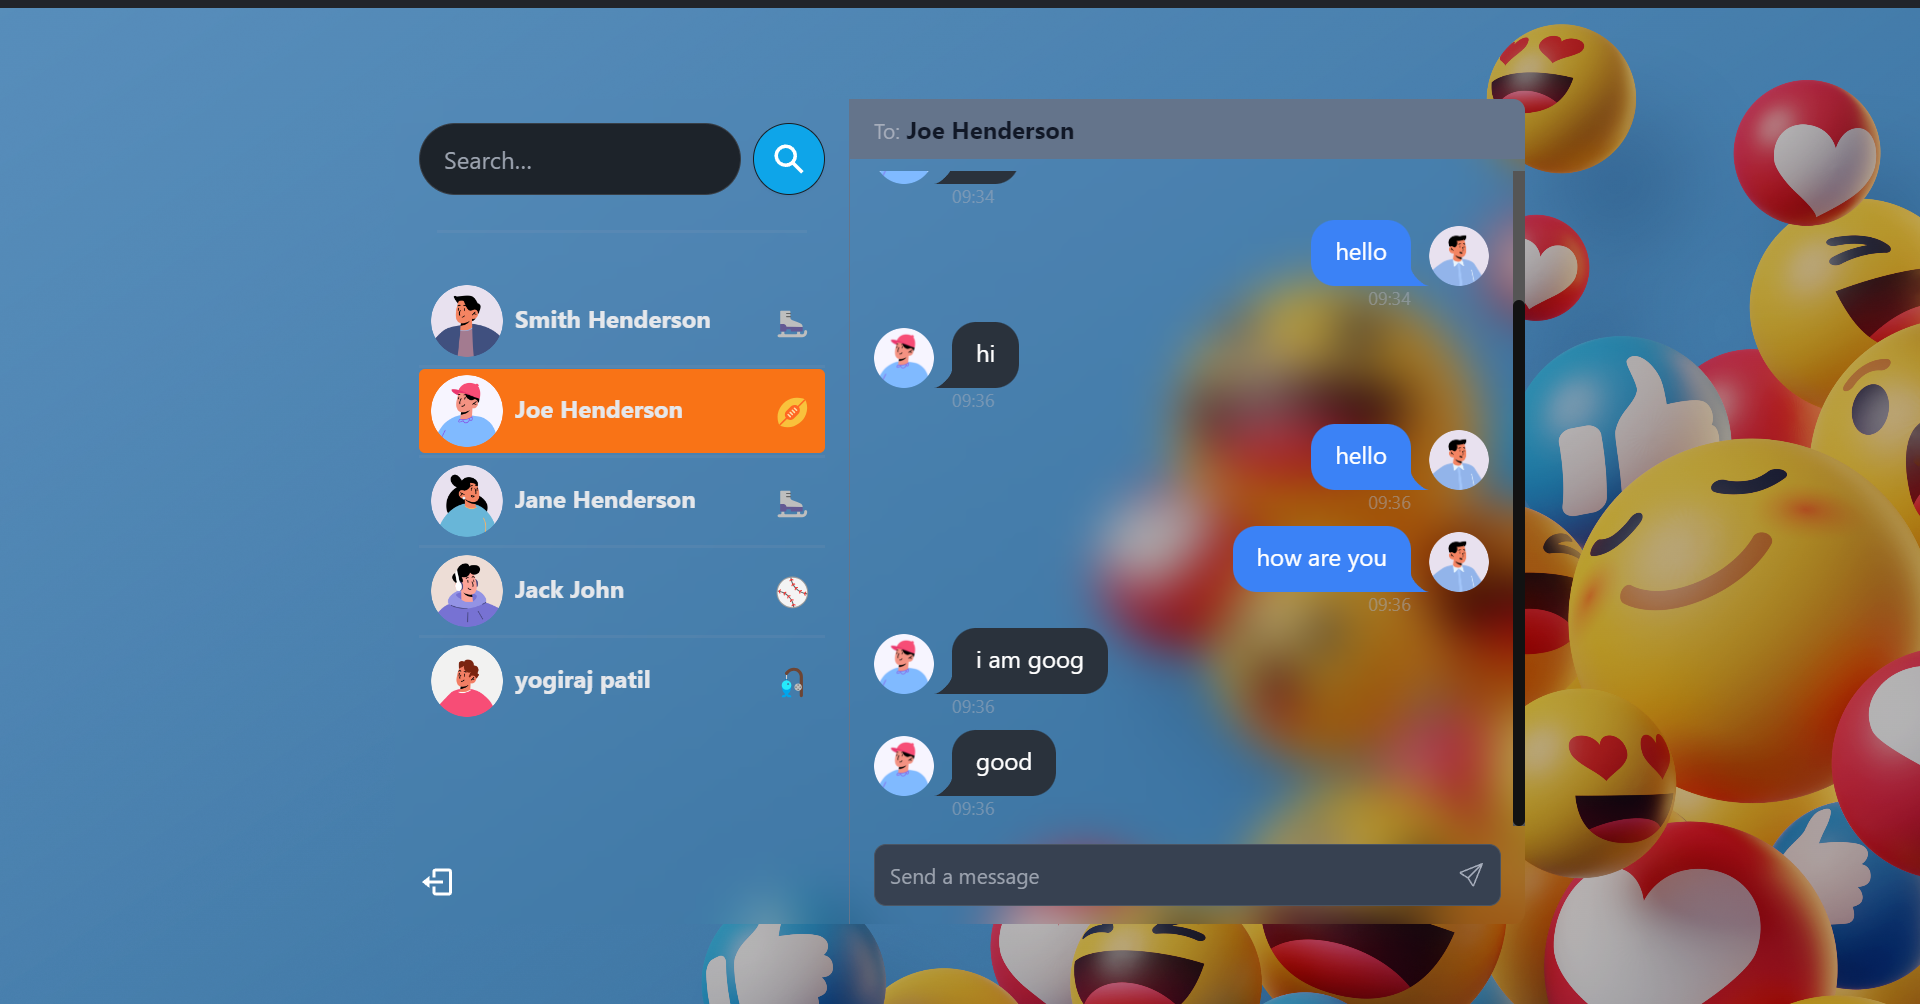 Search...
Smith Henderson
Joe Henderson
Jane Henderson
Jack John
yogiraj patil
To: Joe Henderson
09:34
hello
09:34
hi
09:36
hello
09:36
how are you
09:36
i am goog
09:36
good
09:36
Send a message